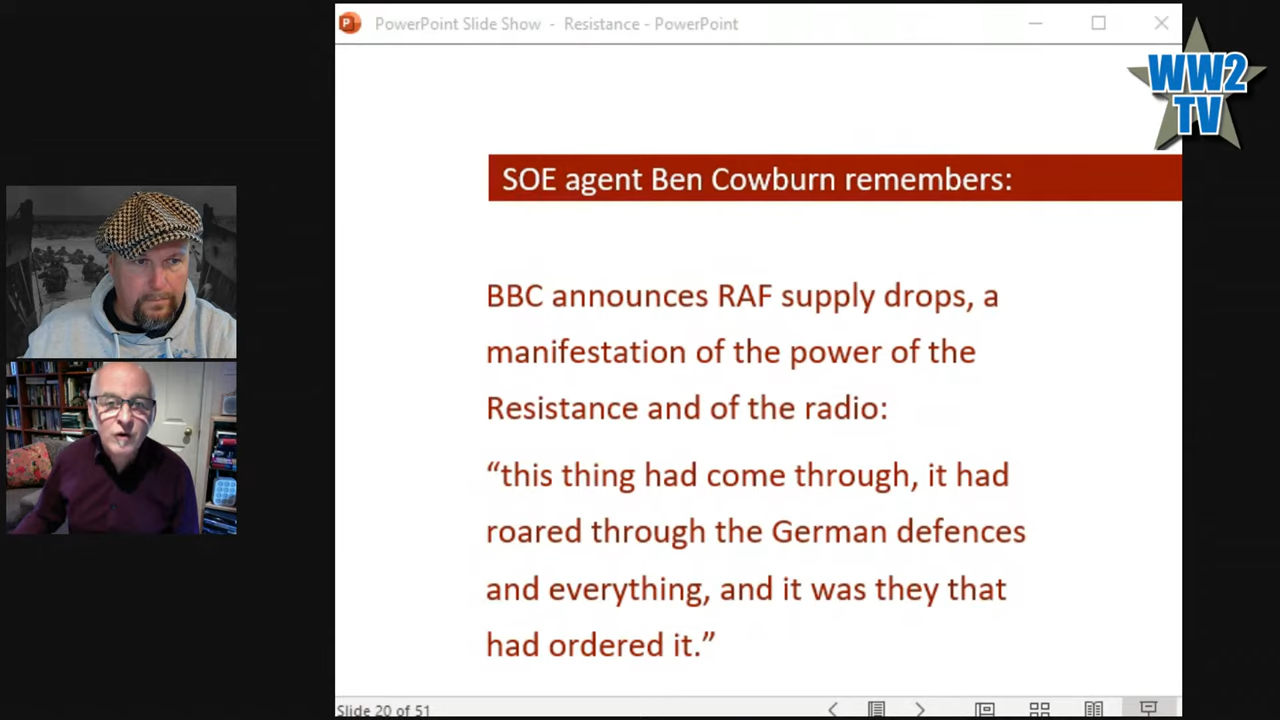 PowerPoint Slide Show - Resistance - PowerPoint
WW2
TV
SOE agent Ben Cowburn remembers:
BBC announces RAF supply drops, a
manifestation of the power of the
Resistance and of the radio:
“this thing had come through, it had
roared through the German defences
and everything, and it was they that
had ordered it.”
Slide 20 of 51